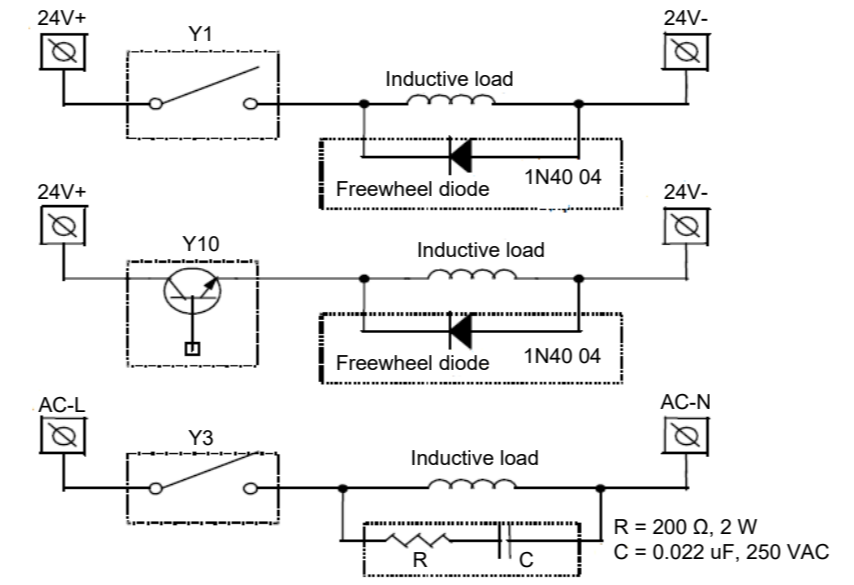 24V+
24V-
Y1
Inductive load
Freewheel diode
1N40 04
24V+
24V-
Y10
Inductive load
Freewheel diode
1N40 04
AC-L
AC-N
Y3
Inductive load
R = 200 Ω, 2 W
C = 0.022 uF, 250 VAC
R
C